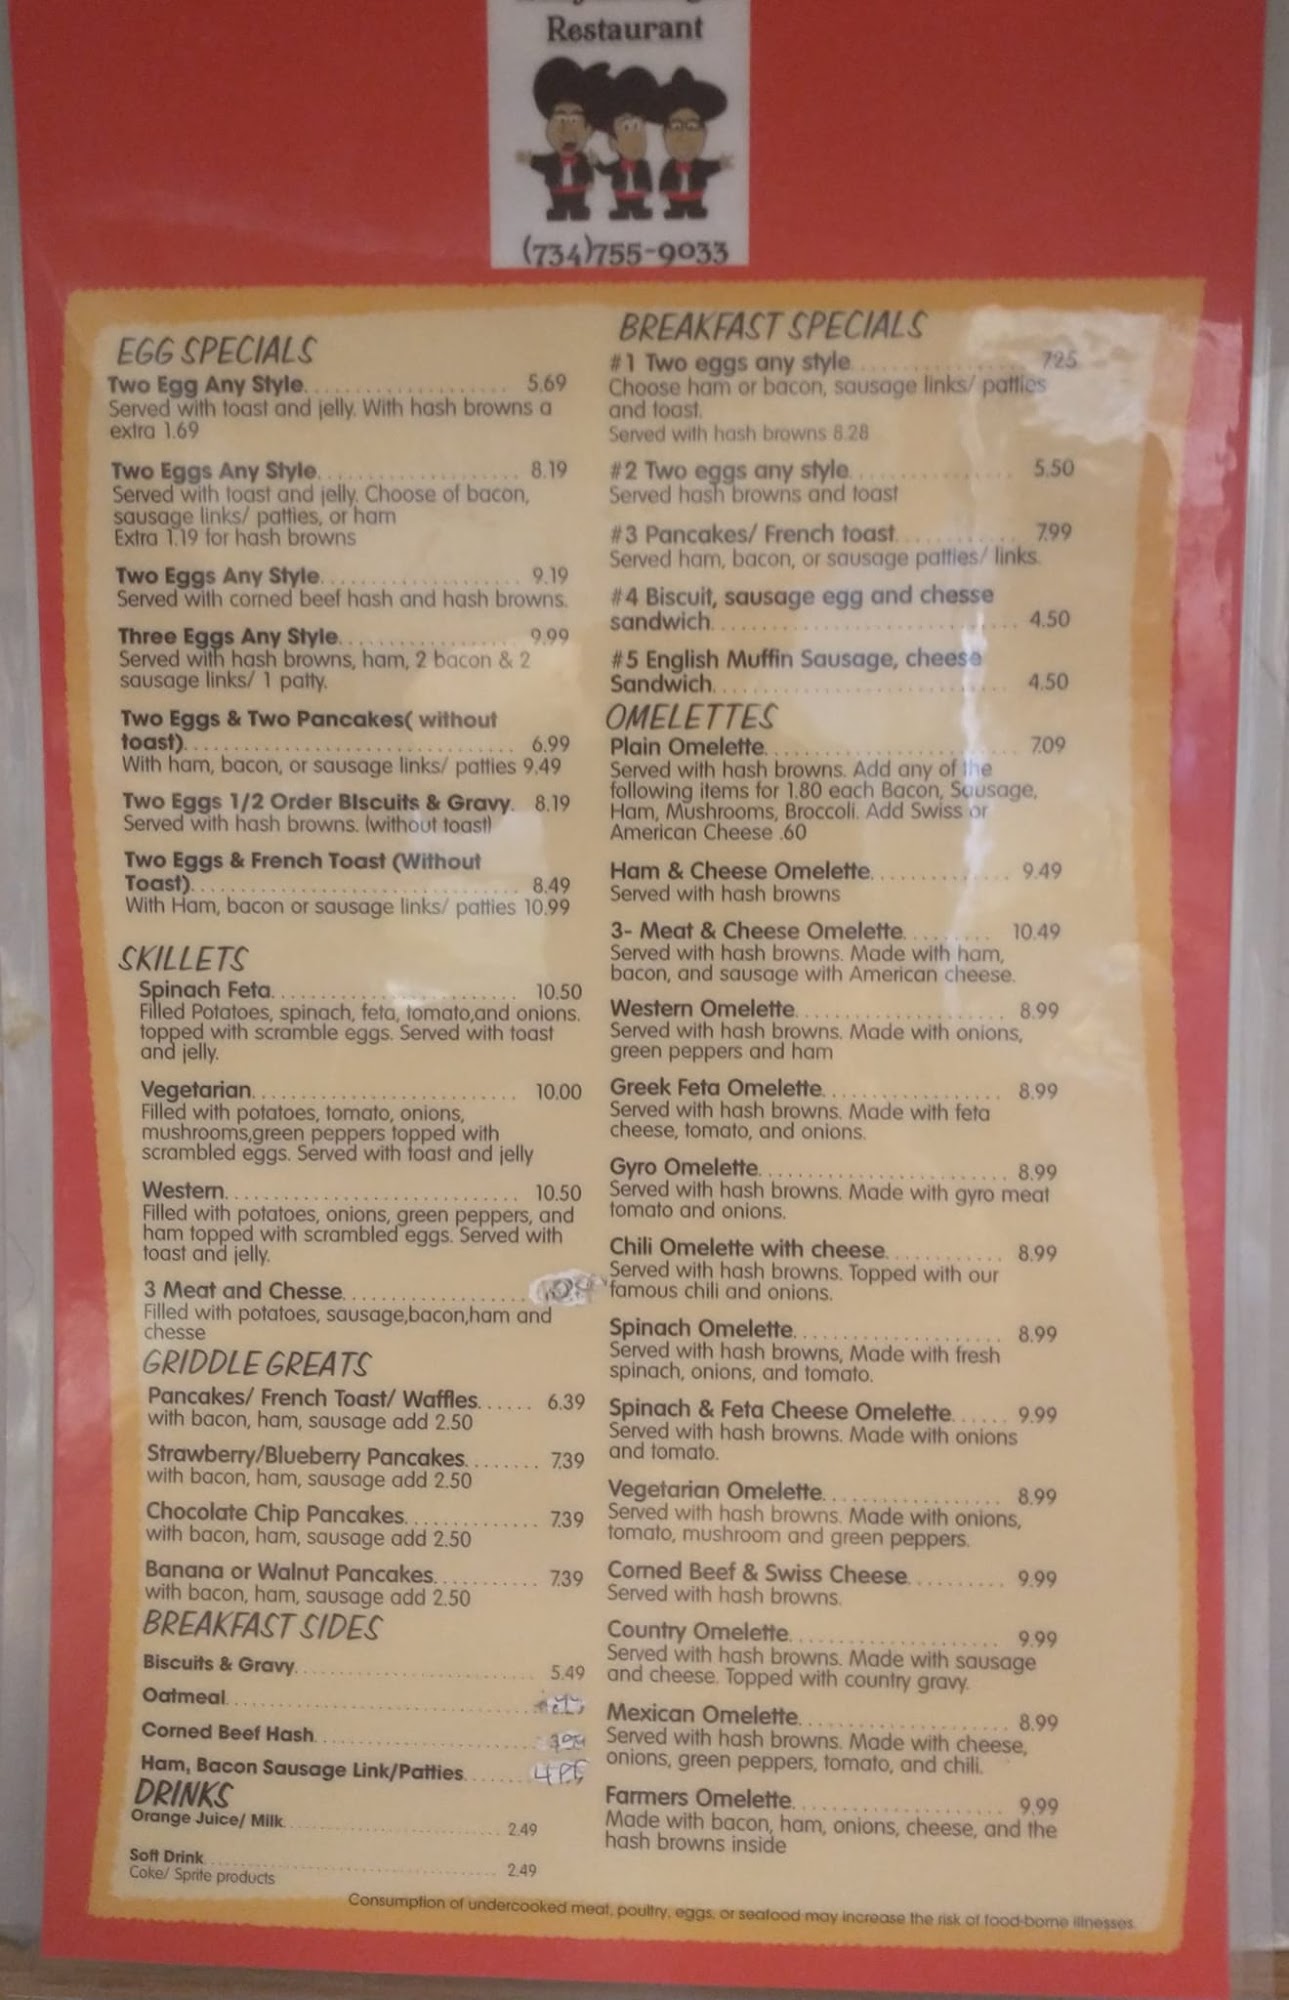 Restaurant
(734)755-9033
EGG SPECIALS
Two Egg Any Style 5.69
Served with toast and jelly. With hash browns a
extra 1.69
Two Eggs Any Style 8.19
Served with toast and jelly. Choose of bacon,
sausage links/ patties, or ham
Extra 1.19 for hash browns
Two Eggs Any Style 9.19
Served with corned beef hash and hash browns.
Three Eggs Any Style 9.99
Served with hash browns, ham, 2 bacon & 2
sausage links/ 1 patty.
Two Eggs & Two Pancakes( without
toast) 6.99
With ham, bacon, or sausage links/ patties 9.49
Two Eggs 1/2 Order BIscuits & Gravy 8.19
Served with hash browns. (without toast)
Two Eggs & French Toast (Without
Toast) 8.49
With Ham, bacon or sausage links/ patties 10.99
SKILLETS
Spinach Feta 10.50
Filled Potatoes, spinach, feta, tomato,and onions.
topped with scramble eggs. Served with toast
and jelly.
Vegetarian 10.00
Filled with potatoes, tomato, onions,
mushrooms,green peppers topped with
scrambled eggs. Served with toast and jelly
Western 10.50
Filled with potatoes, onions, green peppers, and
ham topped with scrambled eggs. Served with
toast and jelly.
3 Meat and Chesse
Filled with potatoes, sausage,bacon,ham and
chesse
GRIDDLE GREATS
Pancakes/ French Toast/ Waffles 6.39
with bacon, ham, sausage add 2.50
Strawberry/Blueberry Pancakes 7.39
with bacon, ham, sausage add 2.50
Chocolate Chip Pancakes 7.39
with bacon, ham, sausage add 2.50
Banana or Walnut Pancakes 7.39
with bacon, ham, sausage add 2.50
BREAKFAST SIDES
Biscuits & Gravy 5.49
Oatmeal
Corned Beef Hash
Ham, Bacon Sausage Link/Patties
DRINKS
Orange Juice/ Milk 2.49
Soft Drink 2.49
Coke/ Sprite products
BREAKFAST SPECIALS
#1 Two eggs any style 7.25
Choose ham or bacon, sausage links/ patties
and toast.
Served with hash browns 8.28
#2 Two eggs any style 5.50
Served hash browns and toast
#3 Pancakes/ French toast 7.99
Served ham, bacon, or sausage patties/ links.
#4 Biscuit, sausage egg and chesse
sandwich 4.50
#5 English Muffin Sausage, cheese
Sandwich 4.50
OMELETTES
Plain Omelette 7.09
Served with hash browns. Add any of the
following items for 1.80 each Bacon, Sausage,
Ham, Mushrooms, Broccoli. Add Swiss or
American Cheese .60
Ham & Cheese Omelette 9.49
Served with hash browns
3- Meat & Cheese Omelette 10.49
Served with hash browns. Made with ham,
bacon, and sausage with American cheese.
Western Omelette 8.99
Served with hash browns. Made with onions,
green peppers and ham
Greek Feta Omelette 8.99
Served with hash browns. Made with feta
cheese, tomato, and onions.
Gyro Omelette 8.99
Served with hash browns. Made with gyro meat
tomato and onions.
Chili Omelette with cheese 8.99
Served with hash browns. Topped with our
famous chili and onions.
Spinach Omelette 8.99
Served with hash browns, Made with fresh
spinach, onions, and tomato.
Spinach & Feta Cheese Omelette 9.99
Served with hash browns. Made with onions
and tomato.
Vegetarian Omelette 8.99
Served with hash browns. Made with onions,
tomato, mushroom and green peppers.
Corned Beef & Swiss Cheese 9.99
Served with hash browns.
Country Omelette 9.99
Served with hash browns. Made with sausage
and cheese. Topped with country gravy.
Mexican Omelette 8.99
Served with hash browns. Made with cheese,
onions, green peppers, tomato, and chili.
Farmers Omelette 9.99
Made with bacon, ham, onions, cheese, and the
hash browns inside
Consumption of undercooked meat, poultry, eggs, or seafood may increase the risk of food-borne illnesses.